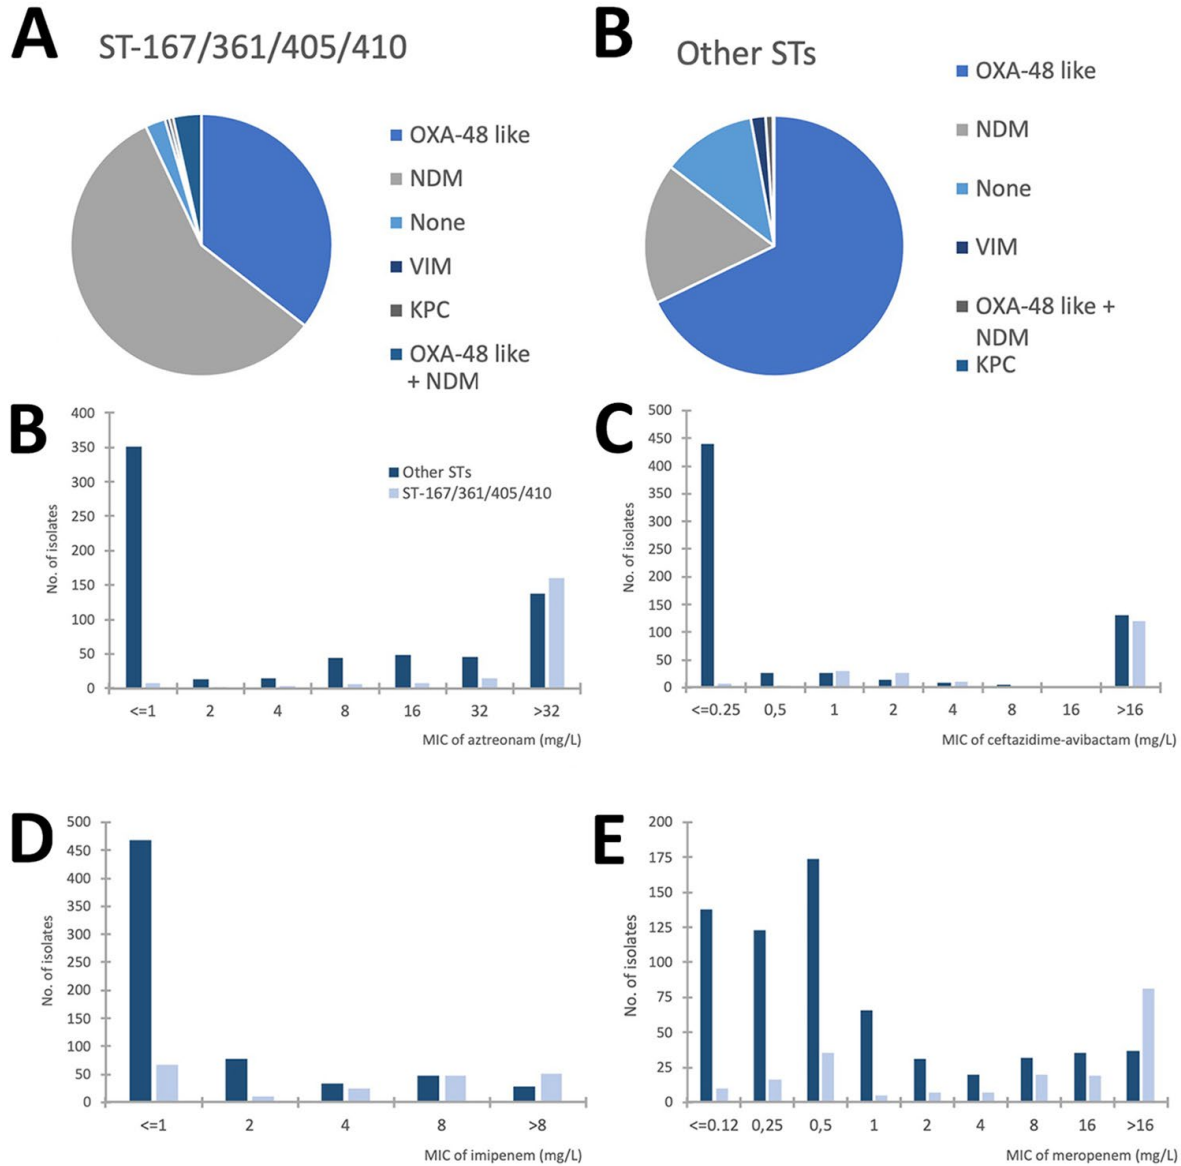 A
ST-167/361/405/410
OXA-48 like
NDM
None
VIM
KPC
OXA-48 like
+ NDM
B
Other STs
OXA-48 like
NDM
None
VIM
OXA-48 like +
NDM
KPC
B
No. of isolates
400
350
300
250
200
150
100
50
0
Other STs
ST-167/361/405/410
<=1 2 4 8 16 32 >32
MIC of aztreonam (mg/L)
C
No. of isolates
500
450
400
350
300
250
200
150
100
50
0
<=0.25 0,5 1 2 4 8 16 >16
MIC of ceftazidime-avibactam (mg/L)
D
No. of isolates
500
450
400
350
300
250
200
150
100
50
0
<=1 2 4 8 >8
MIC of imipenem (mg/L)
E
No. of isolates
200
175
150
125
100
75
50
25
0
<=0.12 0,25 0,5 1 2 4 8 16 >16
MIC of meropenem (mg/L)